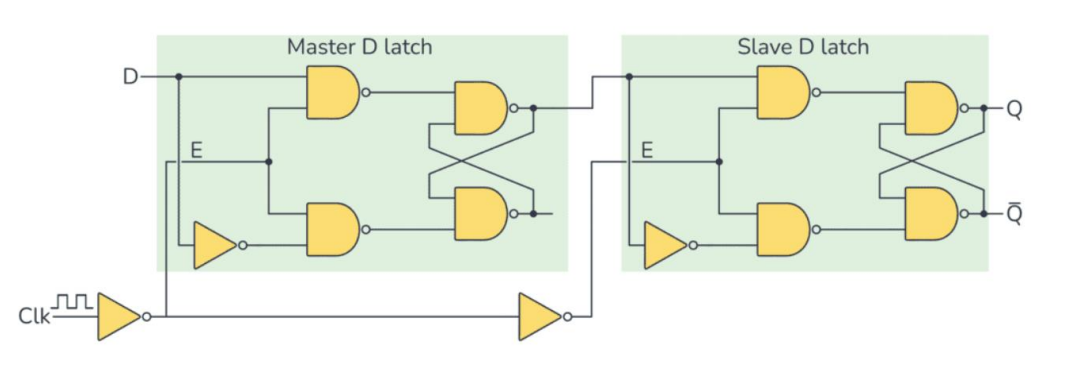 Master D latch
Slave D latch
D
Q
E
E
Q̅
Clk